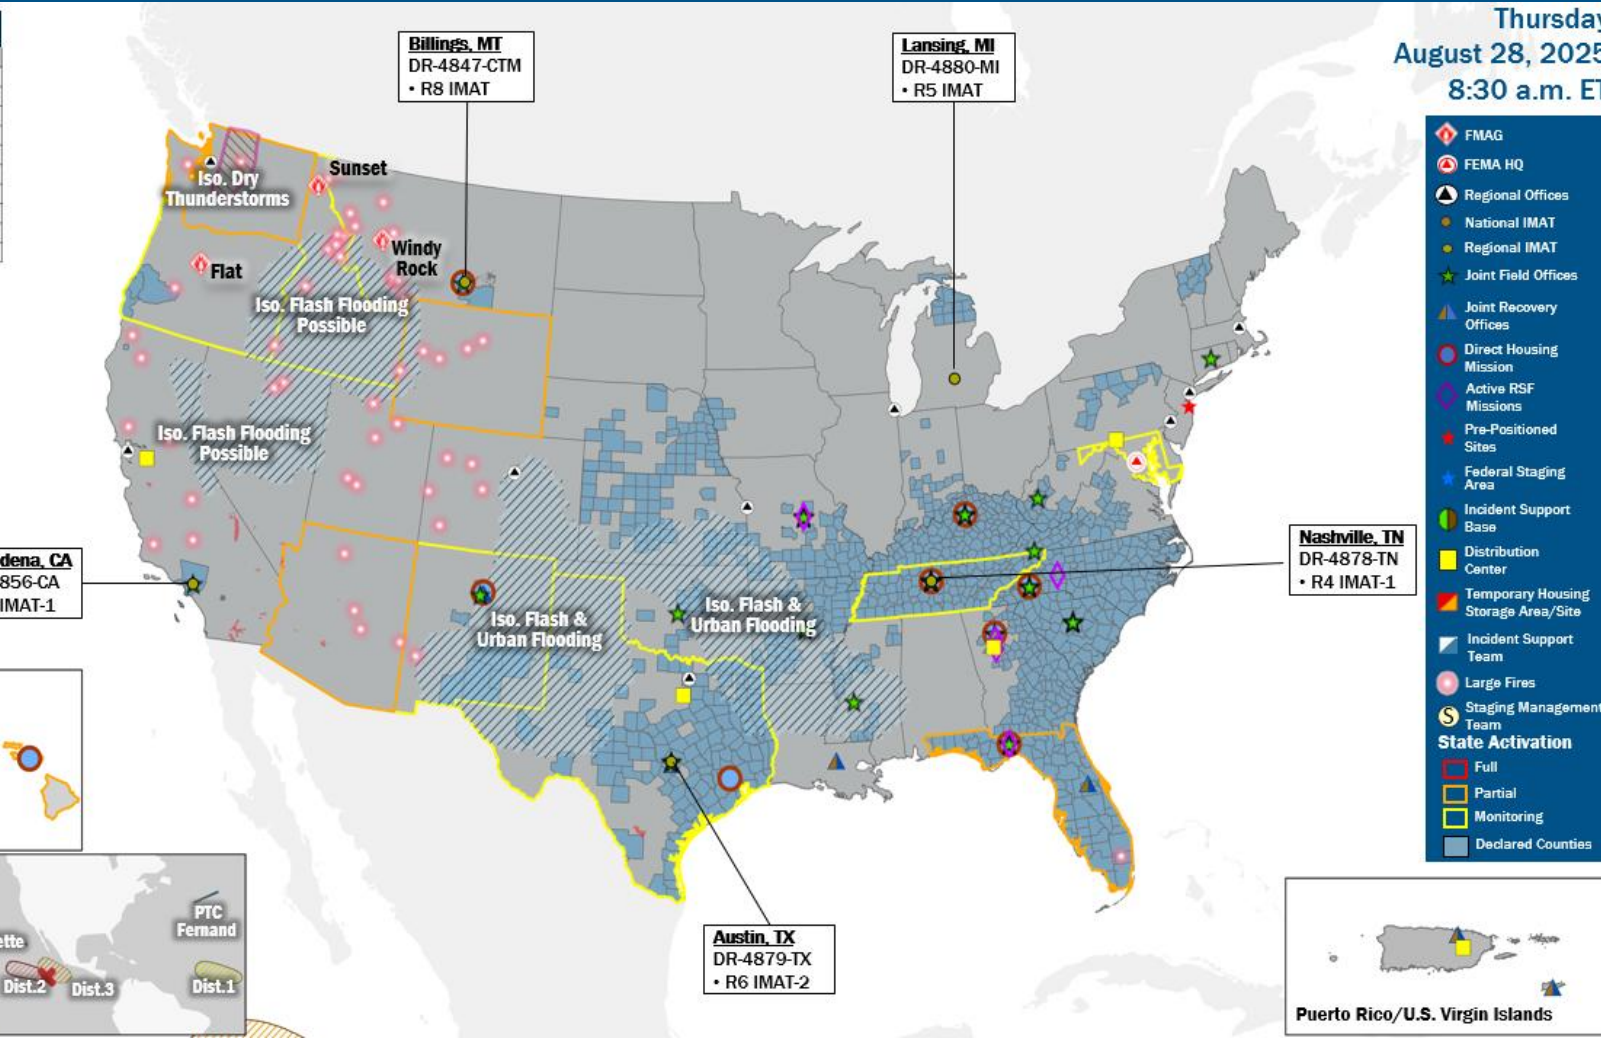 Thursday
August 28, 2025
8:30 a.m. ET
Billings, MT
DR-4847-CTM
• R8 IMAT
Lansing, MI
DR-4880-MI
• R5 IMAT
Sunset
Iso. Dry
Thunderstorms
Windy
Rock
Flat
Iso. Flash Flooding
Possible
Iso. Flash Flooding
Possible
dena, CA
856-CA
IMAT-1
Iso. Flash &
Urban Flooding
Iso. Flash &
Urban Flooding
Nashville, TN
DR-4878-TN
• R4 IMAT-1
Austin, TX
DR-4879-TX
• R6 IMAT-2
FMAG
FEMA HQ
Regional Offices
National IMAT
Regional IMAT
Joint Field Offices
Joint Recovery
Offices
Direct Housing
Mission
Active RSF
Missions
Pre-Positioned
Sites
Federal Staging
Area
Incident Support
Base
Distribution
Center
Temporary Housing
Storage Area/Site
Incident Support
Team
Large Fires
S
Staging Management
Team
State Activation
Full
Partial
Monitoring
Declared Counties
PTC
Fernand
ette
Dist.2
Dist.3
Dist.1
Puerto Rico/U.S. Virgin Islands